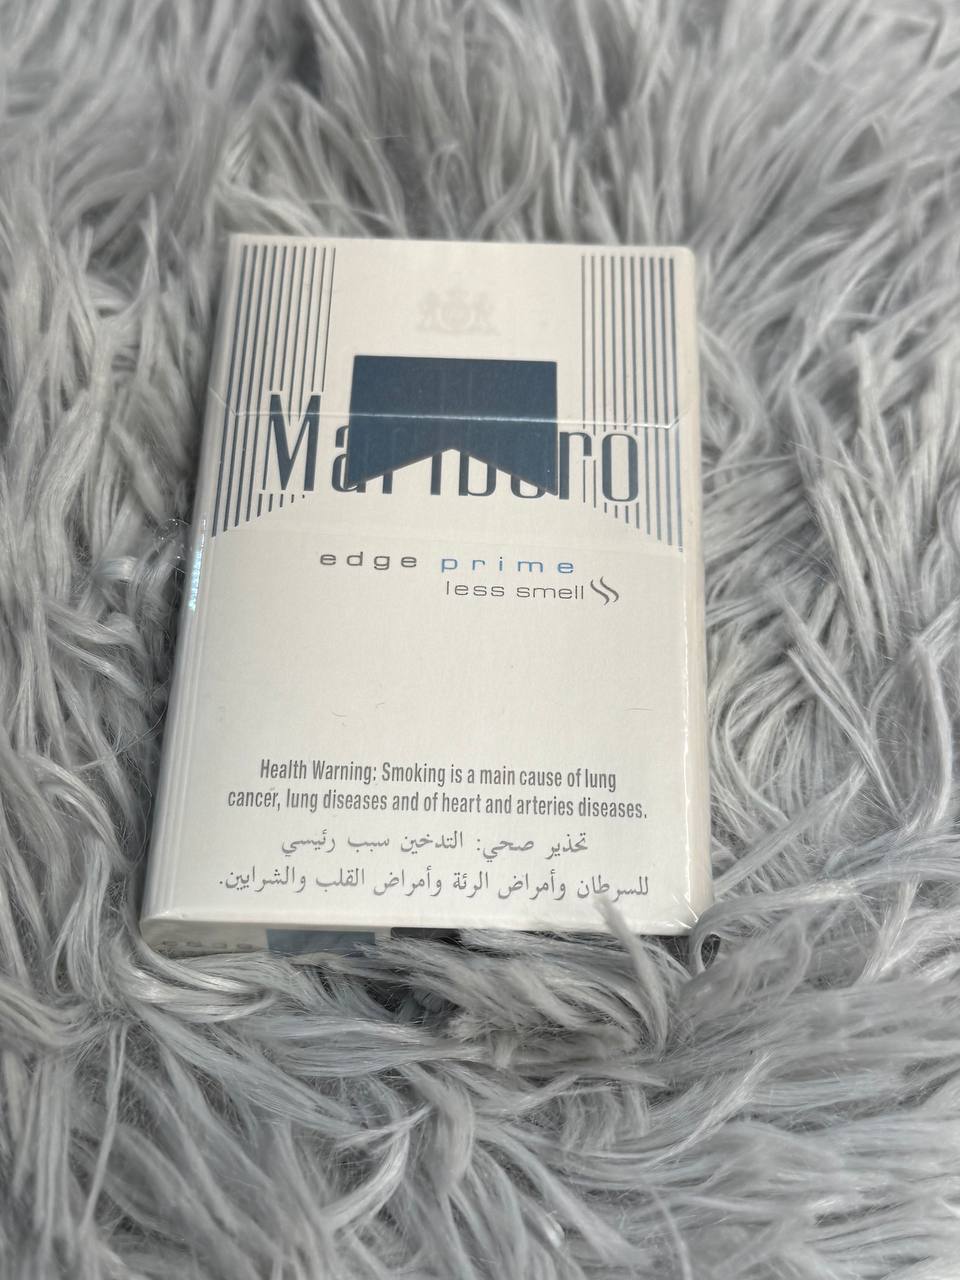 Marlboro
edge prime
less smell
Health Warning: Smoking is a main cause of lung
cancer, lung diseases and of heart and arteries diseases.
تحذير صحي: التدخين سبب رئيسي
للسرطان وأمراض الرئة وأمراض القلب والشرايين.